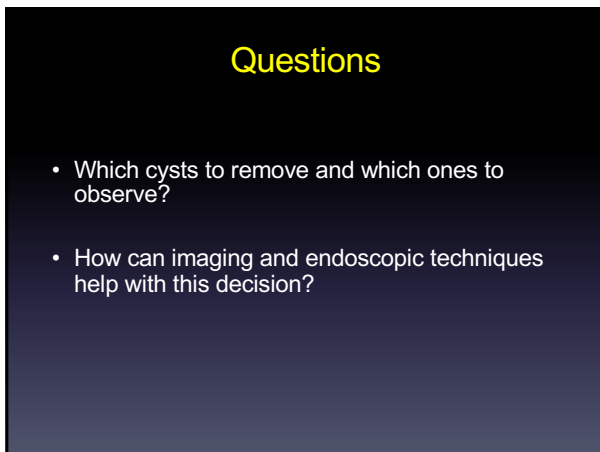 Questions
• Which cysts to remove and which ones to
observe?
• How can imaging and endoscopic techniques
help with this decision?